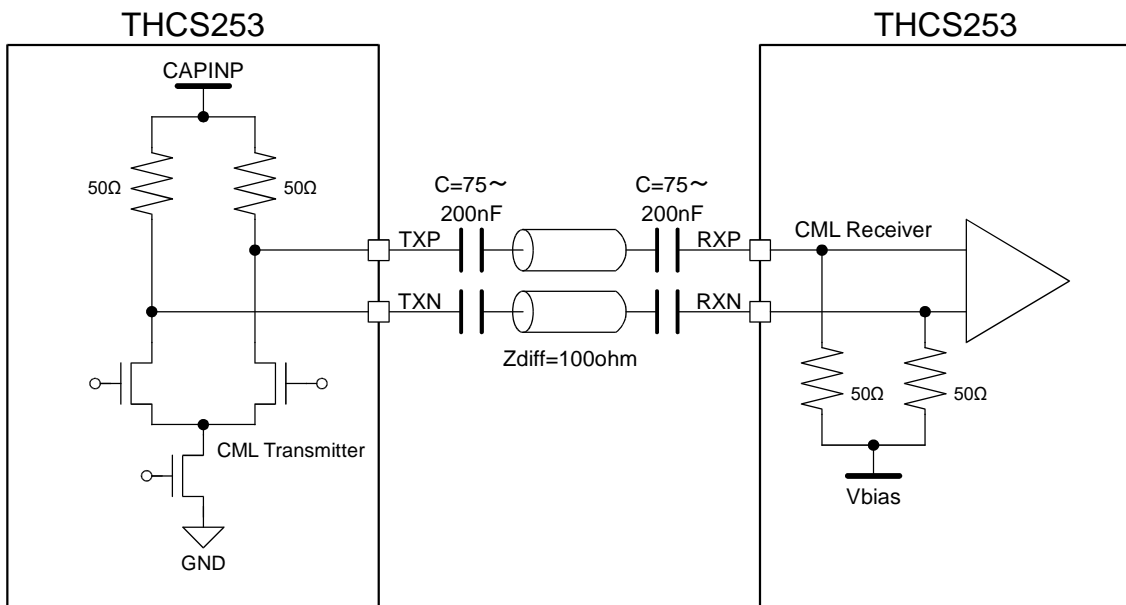 THCS253
THCS253
CAPINP
50Ω
50Ω
C=75～
200nF
C=75～
200nF
TXP
RXP
CML Receiver
TXN
RXN
Zdiff=100ohm
50Ω
50Ω
CML Transmitter
Vbias
GND